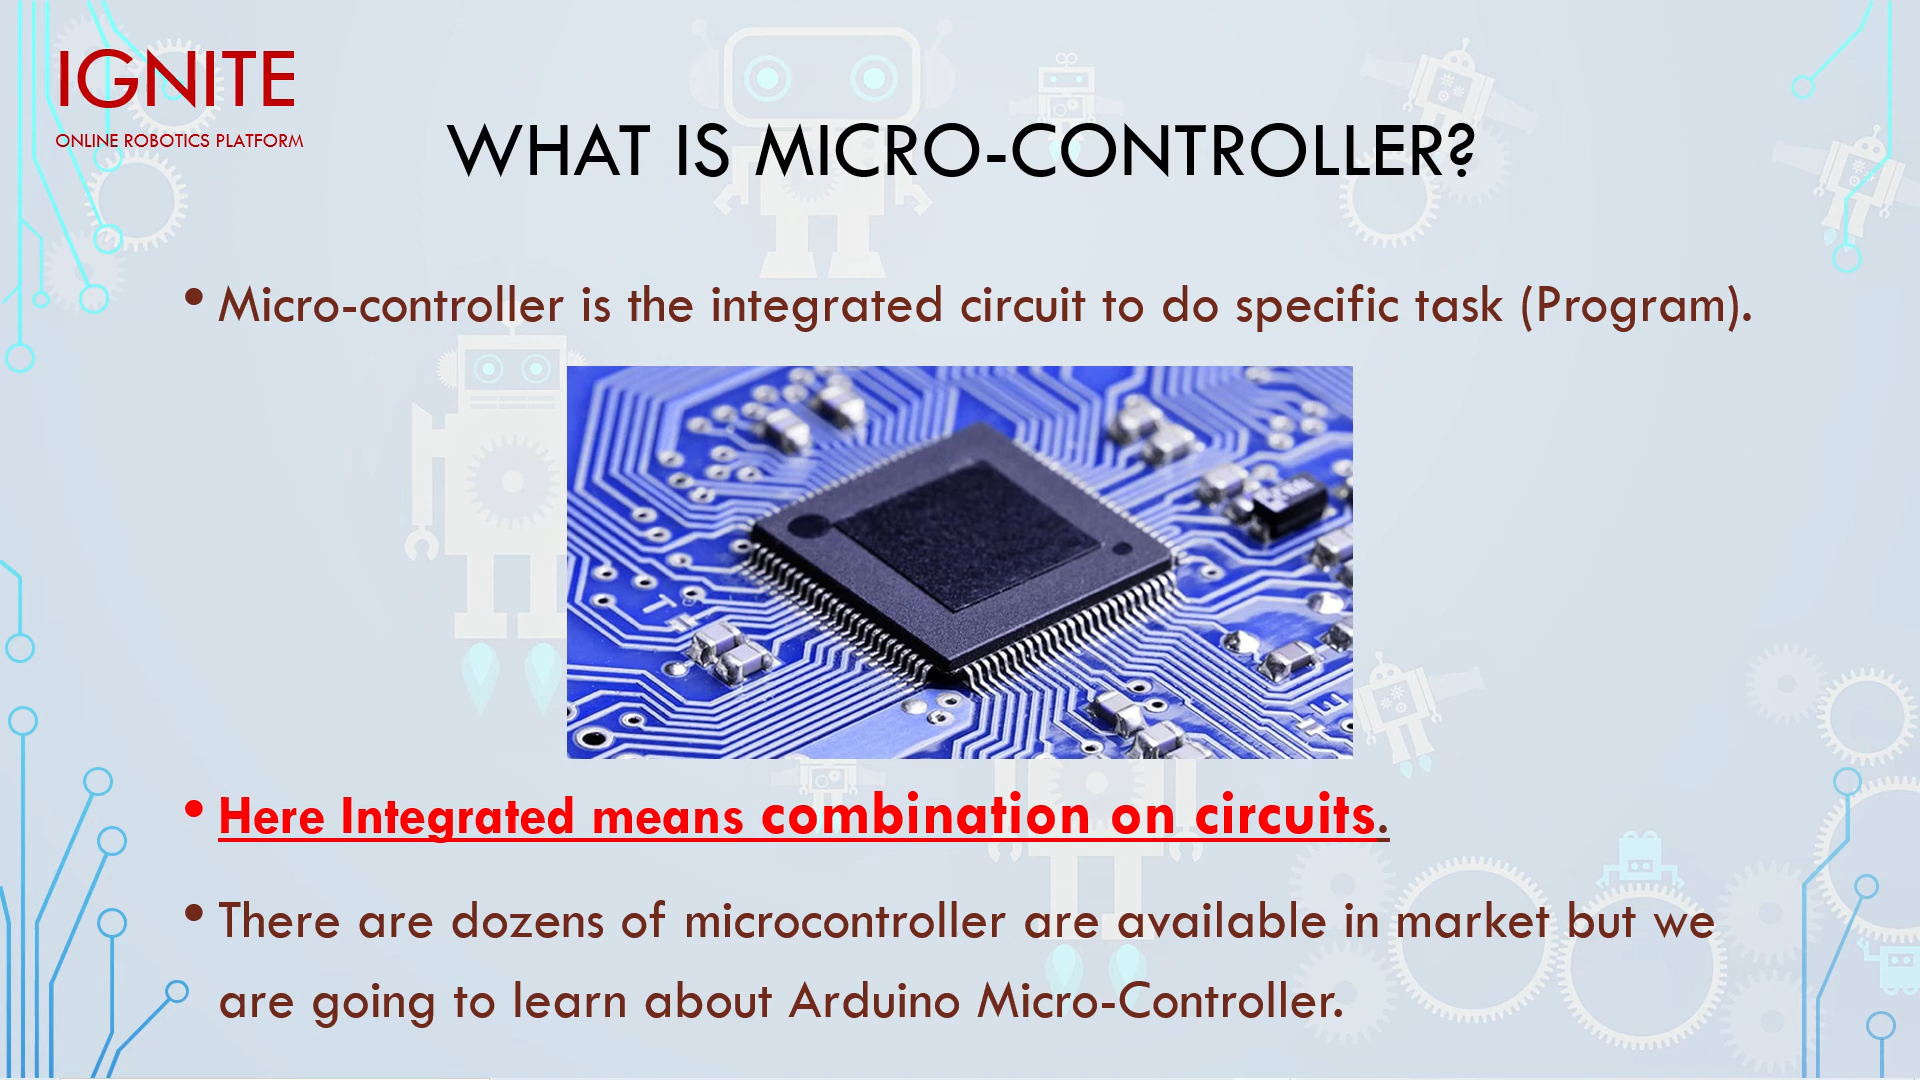 IGNITE
ONLINE ROBOTICS PLATFORM
WHAT IS MICRO-CONTROLLER?
• Micro-controller is the integrated circuit to do specific task (Program).
• Here Integrated means combination on circuits.
• There are dozens of microcontroller are available in market but we
are going to learn about Arduino Micro-Controller.